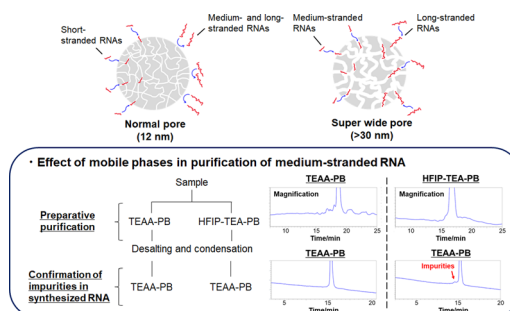 Short-
stranded RNAs
Medium- and long-
stranded RNAs
Medium-stranded
RNAs
Long-stranded
RNAs
Normal pore
(12 nm)
Super wide pore
(>30 nm)
・Effect of mobile phases in purification of medium-stranded RNA
Sample
Preparative
purification
TEAA-PB
HFIP-TEA-PB
Desalting and condensation
Confirmation of
impurities in
synthesized RNA
TEAA-PB
TEAA-PB
TEAA-PB
Magnification
10 15 20 25
Time/min
HFIP-TEA-PB
Magnification
10 15 20 25
Time/min
TEAA-PB
5 10 15 20
Time/min
TEAA-PB
Impurities
5 10 15 20
Time/min